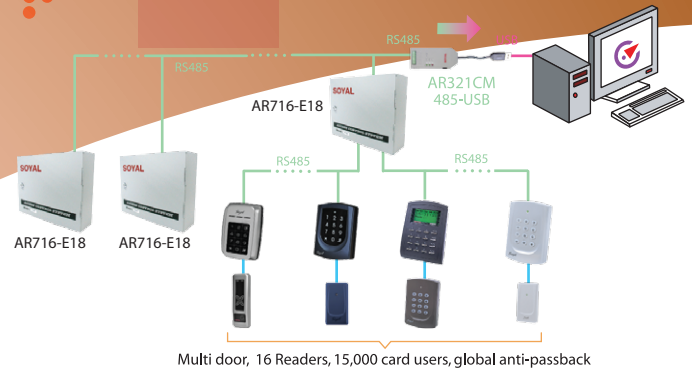 RS485
USB
RS485
AR321CM
485-USB
AR716-E18
SOYAL
RS485
RS485
SOYAL
SOYAL
AR716-E18
AR716-E18
Multi door, 16 Readers, 15,000 card users, global anti-passback